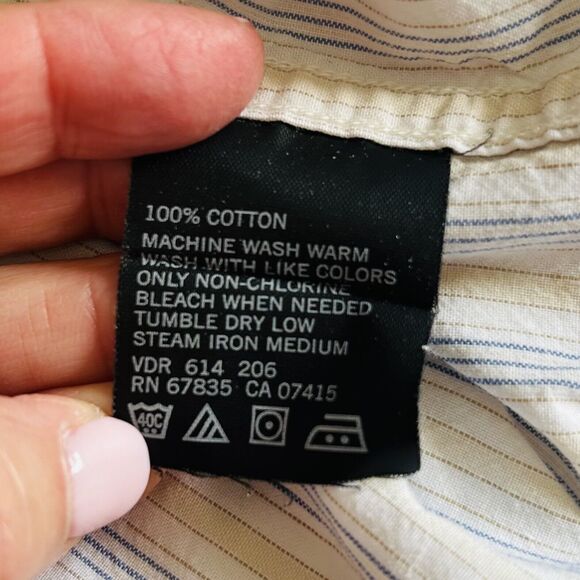 100% COTTON
MACHINE WASH WARM
WASH WITH LIKE COLORS
ONLY NON-CHLORINE
BLEACH WHEN NEEDED
TUMBLE DRY LOW
STEAM IRON MEDIUM
VDR 614 206
RN 67835 CA 07415
40C